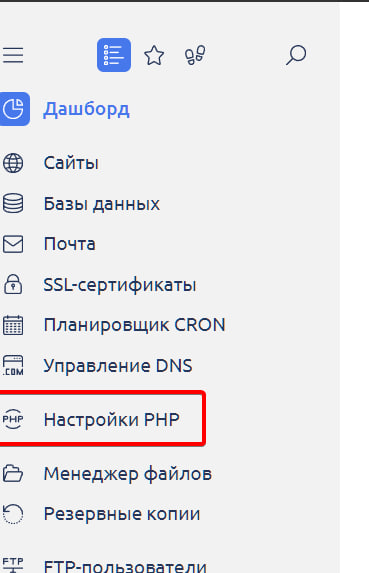 Дашборд
Сайты
Базы данных
Почта
SSL-сертификаты
Планировщик CRON
.COM Управление DNS
PHP Настройки PHP
Менеджер файлов
Резервные копии
FTP FTP-пользователи